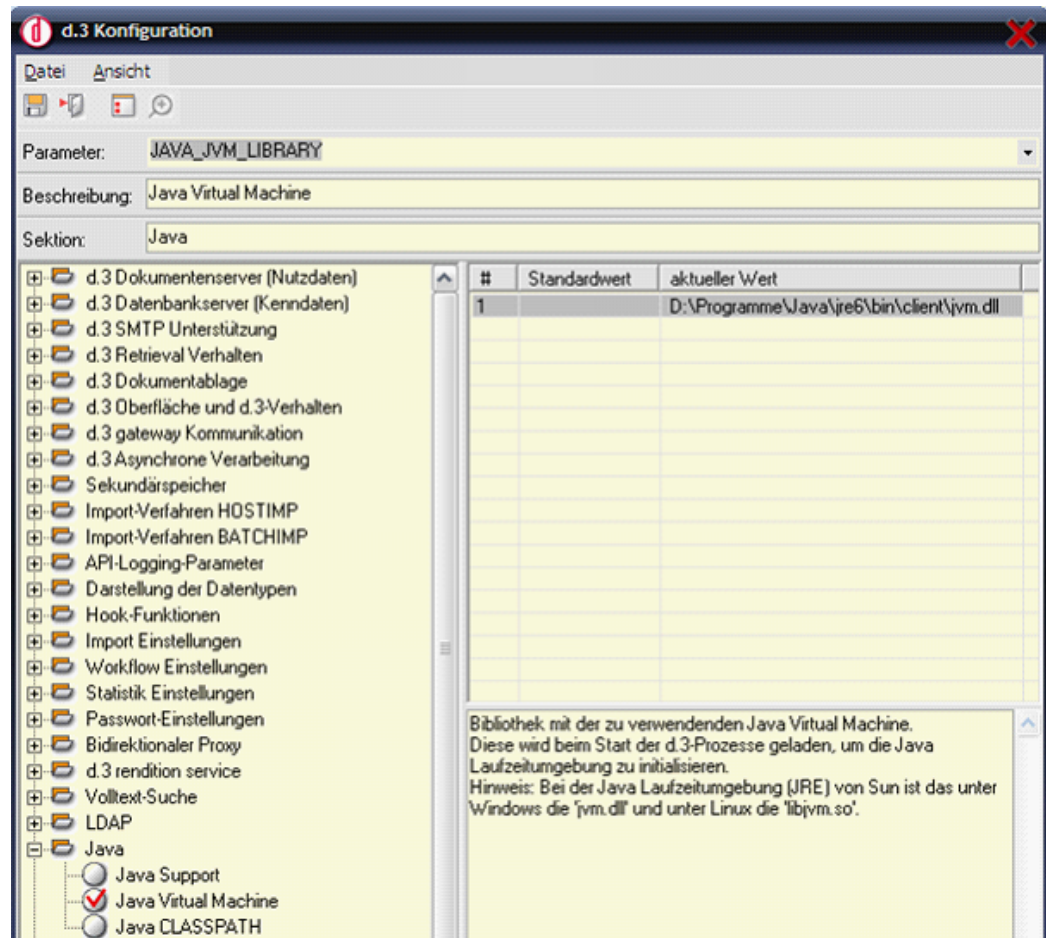 d.3 Konfiguration
Datei Ansicht
Parameter: JAVA_JVM_LIBRARY
Beschreibung: Java Virtual Machine
Sektion: Java
d.3 Dokumentenserver (Nutzdaten)
d.3 Datenbankserver (Kenndaten)
d.3 SMTP Unterstützung
d.3 Retrieval Verhalten
d.3 Dokumentablage
d.3 Oberfläche und d.3-Verhalten
d.3 gateway Kommunikation
d.3 Asynchrone Verarbeitung
Sekundärspeicher
Import-Verfahren HOSTIMP
Import-Verfahren BATCHIMP
API-Logging-Parameter
Darstellung der Datentypen
Hook-Funktionen
Import Einstellungen
Workflow Einstellungen
Statistik Einstellungen
Passwort-Einstellungen
Bidirektionaler Proxy
d.3 rendition service
Volltext-Suche
LDAP
Java
Java Support
Java Virtual Machine
Java CLASSPATH
# Standardwert aktueller Wert
1 D:\Programme\Java\jre6\bin\client\jvm.dll
Bibliothek mit der zu verwendenden Java Virtual Machine.
Diese wird beim Start der d.3-Prozesse geladen, um die Java
Laufzeitumgebung zu initialisieren.
Hinweis: Bei der Java Laufzeitumgebung (JRE) von Sun ist das unter
Windows die 'jvm.dll' und unter Linux die 'libjvm.so'.